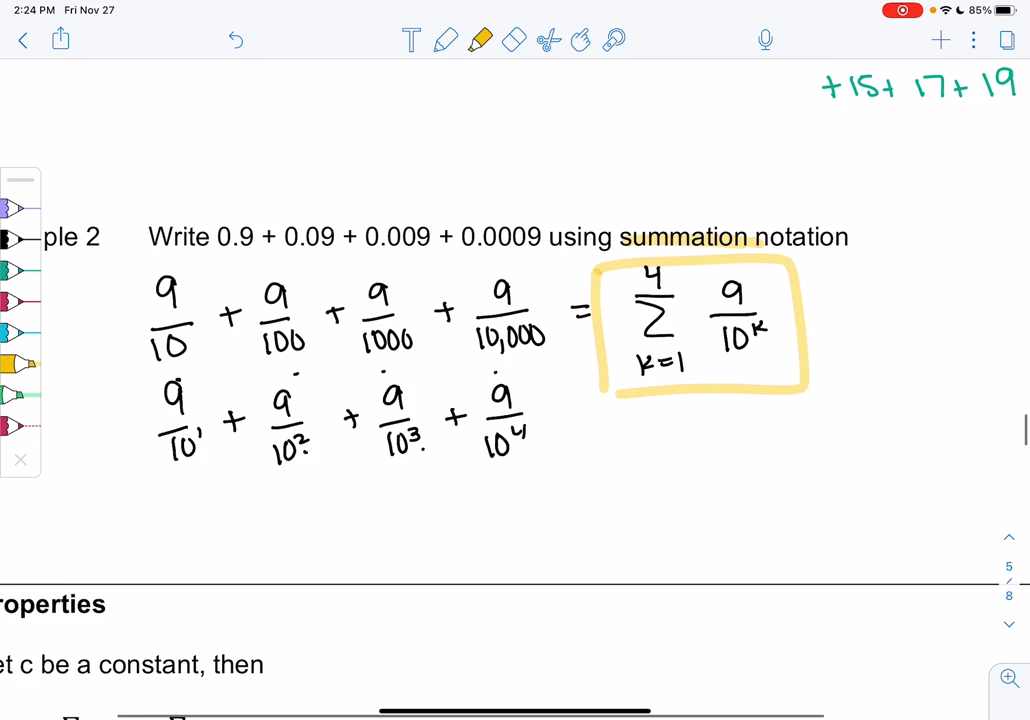 2:24 PM Fri Nov 27
85%
T
+15+ 17+ 19
ple 2 Write 0.9 + 0.09 + 0.009 + 0.0009 using summation notation
9/10 + 9/100 + 9/1000 + 9/10,000 = 4 Σ k=1 9/10^k
9/10^1 + 9/10^2 + 9/10^3 + 9/10^4
5
/
8
roperties
et c be a constant, then